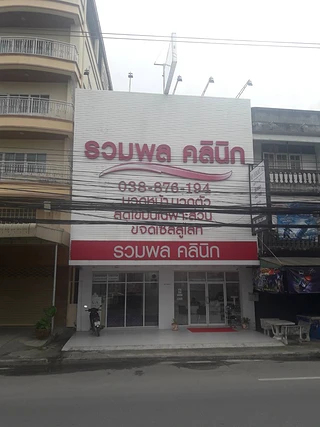 รวมพล คลินิก
038-876-194
นวดหน้า นวดตัว
สลายไขมันเฉพาะส่วน
ขจัดเซลลูไลท์
รวมพล คลินิก